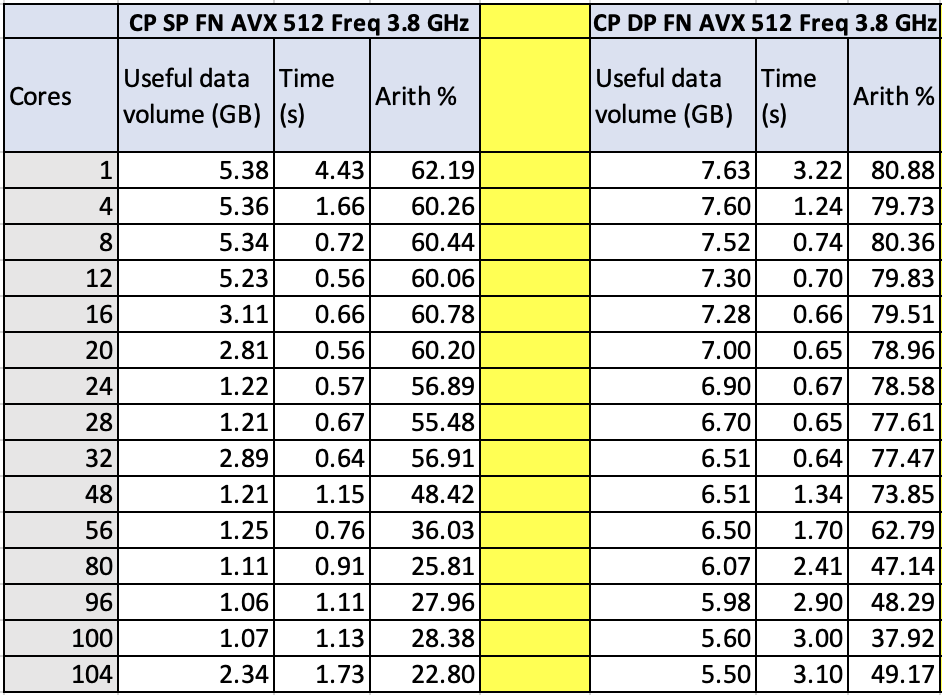 CP SP FN AVX 512 Freq 3.8 GHz CP DP FN AVX 512 Freq 3.8 GHz
Cores Useful data volume (GB) Time (s) Arith % Useful data volume (GB) Time (s) Arith %
1 5.38 4.43 62.19 7.63 3.22 80.88
4 5.36 1.66 60.26 7.60 1.24 79.73
8 5.34 0.72 60.44 7.52 0.74 80.36
12 5.23 0.56 60.06 7.30 0.70 79.83
16 3.11 0.66 60.78 7.28 0.66 79.51
20 2.81 0.56 60.20 7.00 0.65 78.96
24 1.22 0.57 56.89 6.90 0.67 78.58
28 1.21 0.67 55.48 6.70 0.65 77.61
32 2.89 0.64 56.91 6.51 0.64 77.47
48 1.21 1.15 48.42 6.51 1.34 73.85
56 1.25 0.76 36.03 6.50 1.70 62.79
80 1.11 0.91 25.81 6.07 2.41 47.14
96 1.06 1.11 27.96 5.98 2.90 48.29
100 1.07 1.13 28.38 5.60 3.00 37.92
104 2.34 1.73 22.80 5.50 3.10 49.17